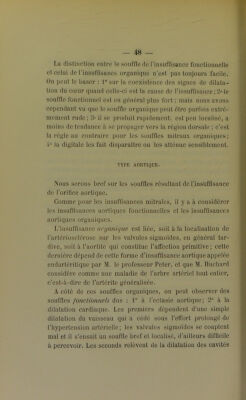 — 48 —
La distinction entre le souffle de l'insuffisance fonctionnelle
et celui de l'insuffisance organique n'est pas toujours facile.
On peut le baser : 1° sur la coexistence des signes de dilata-
tion du cœur quand celle-ci est la cause de l'insuffisance ; 2° le
souffle fonctionnel est en général plus fort ; mais nous avons
cependant vu que le souffle organique peut être parfois extrê-
mement rude ; 3° il se produit rapidement, est peu localisé, a
moins de tendance à se propager vers la région dorsale ; c'est
la règle au contraire pour les souffles mitraux organiques ;
la digitale les fait disparaître ou les atténue sensiblement.
TYPE AORTIQUE.
Nous serons bref sur les souffles résultant de l'insuffisance
de l'orifice aortique.
Comme pour les insuffisances mitrales, il y a à considérer
les insuffisances aortiques fonctionnelles et les insuffisances
aortiques organiques.
L'insuffisance organique est liée, soit à la localisation de
l'artériosclérose sur les valvules sigmoïdes, en général tar-
dive, soit à l'aortite qui constitue l'affection primitive ; cette
dernière dépend de cette forme d'insuffisance aortique appelée
endartéritique par M. le professeur Peter, et que M. Huchard
considère comme une maladie de l'arbre artériel tout entier,
c'est-à-dire de l'artérite généralisée.
A côté de ces souffles organiques, on peut observer des
souffles fonctionnels dus : 1° à l'ectasie aortique ; 2° à la
dilatation cardiaque. Les premiers dépendent d'une simple
dilatation du vaisseau qui a cédé sous l'effort prolongé de
l'hypertension artérielle ; les valvules sigmoïdes se couplent
mal et il s'ensuit un souffle bref et localisé, d'ailleurs difficile
à percevoir. Les seconds relèvent de la dilatation des cavités